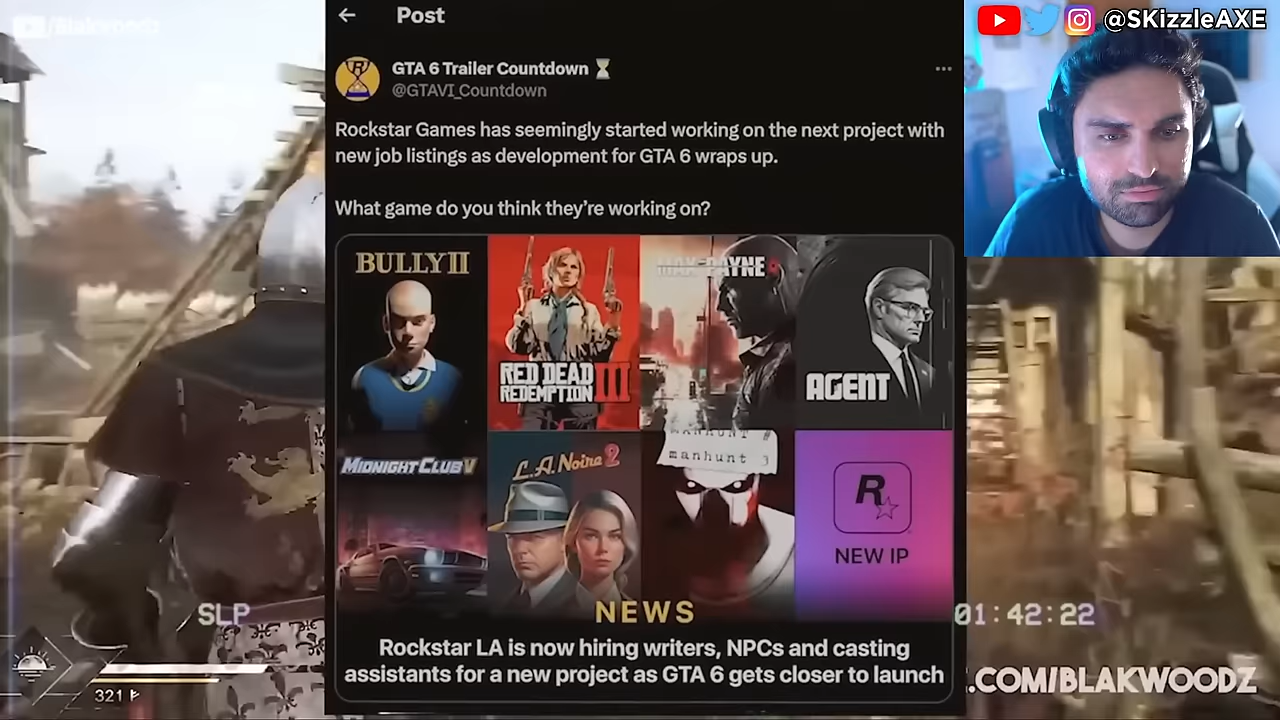 /Blakwoodz
Post
@SKizzleAXE
GTA 6 Trailer Countdown
@GTAVI_Countdown
Rockstar Games has seemingly started working on the next project with
new job listings as development for GTA 6 wraps up.
What game do you think they're working on?
BULLY II
RED DEAD
REDEMPTION III
MAX PAYNE
AGENT
MIDNIGHT CLUB V
L.A. Noire 2
manhunt 3
R
NEW IP
NEWS
Rockstar LA is now hiring writers, NPCs and casting
assistants for a new project as GTA 6 gets closer to launch
SLP
01:42:22
321
.COM/BLAKWOODZ